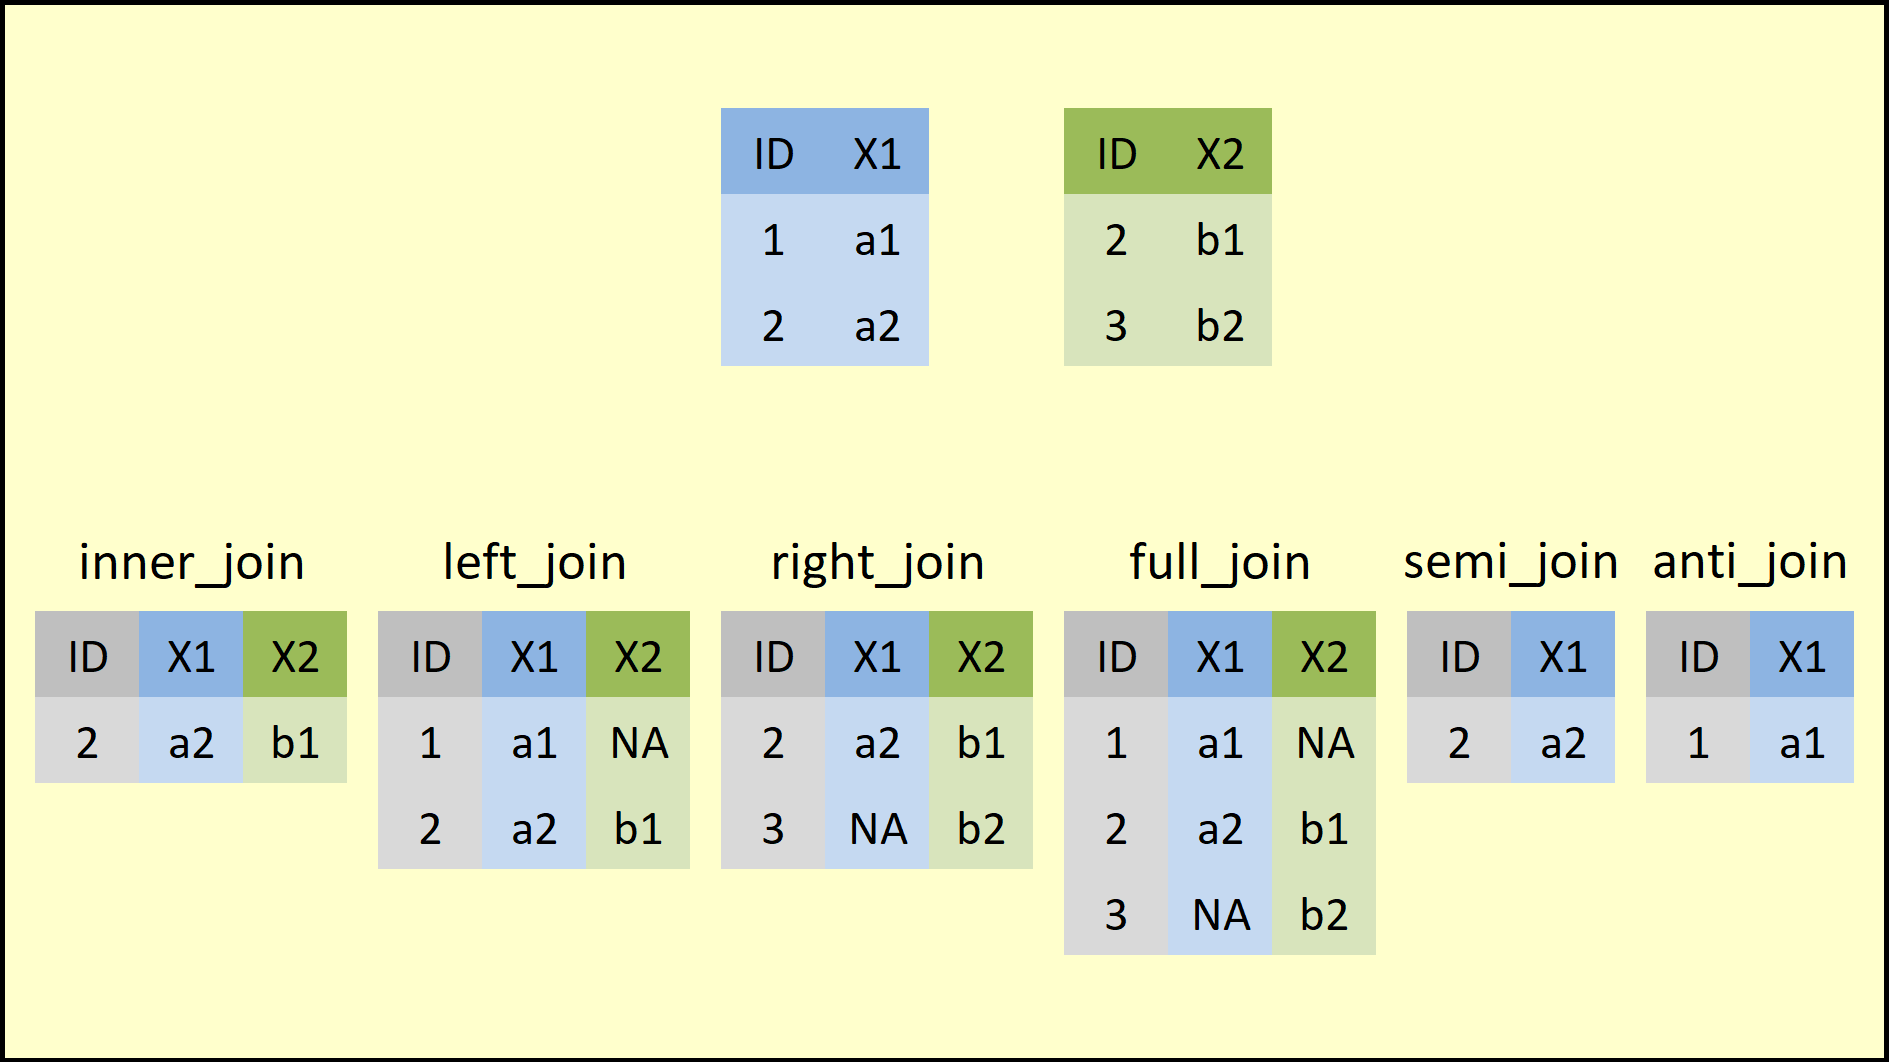 ID X1
1 a1
2 a2
ID X2
2 b1
3 b2
inner_join
ID X1 X2
2 a2 b1
left_join
ID X1 X2
1 a1 NA
2 a2 b1
right_join
ID X1 X2
2 a2 b1
3 NA b2
full_join
ID X1 X2
1 a1 NA
2 a2 b1
3 NA b2
semi_join
ID X1
2 a2
anti_join
ID X1
1 a1